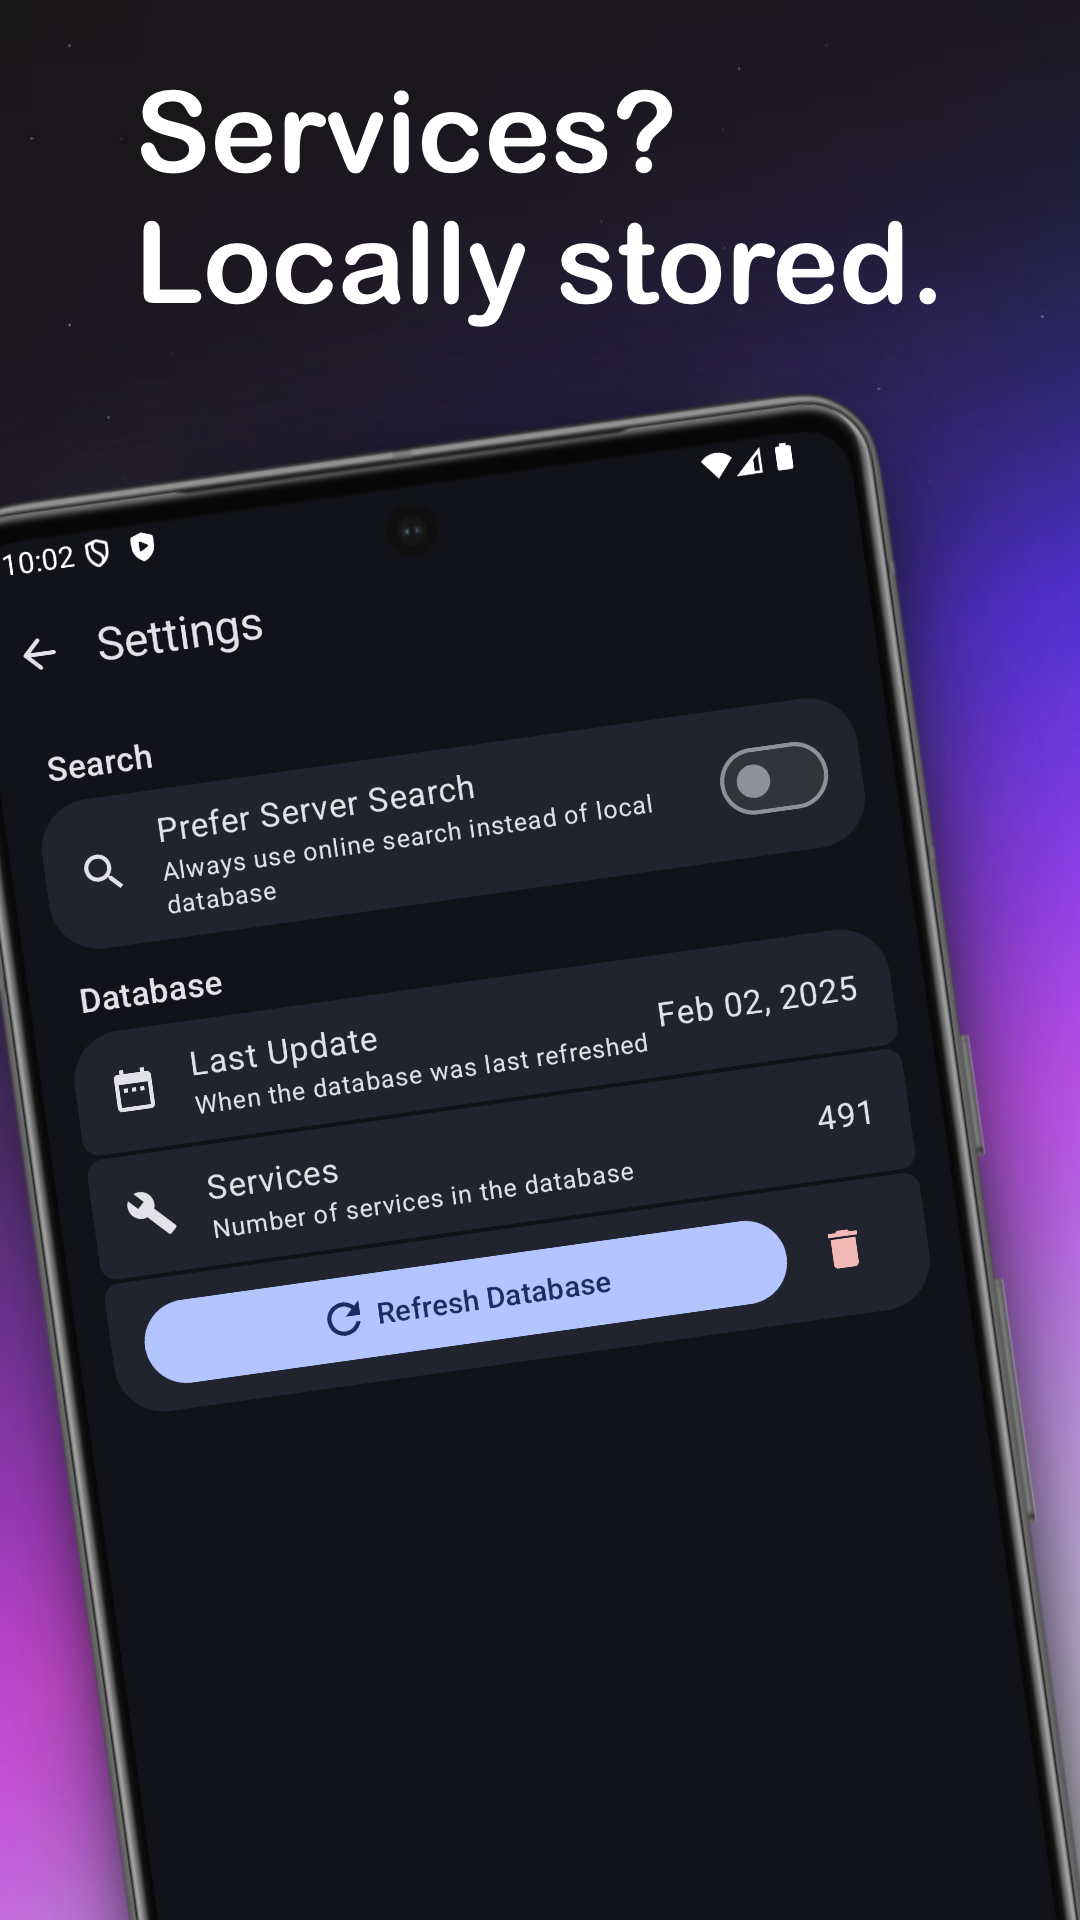 Services?
Locally stored.
10:02
Settings
Search
Prefer Server Search
Always use online search instead of local
database
Database
Last Update
When the database was last refreshed
Feb 02, 2025
Services
Number of services in the database
491
Refresh Database